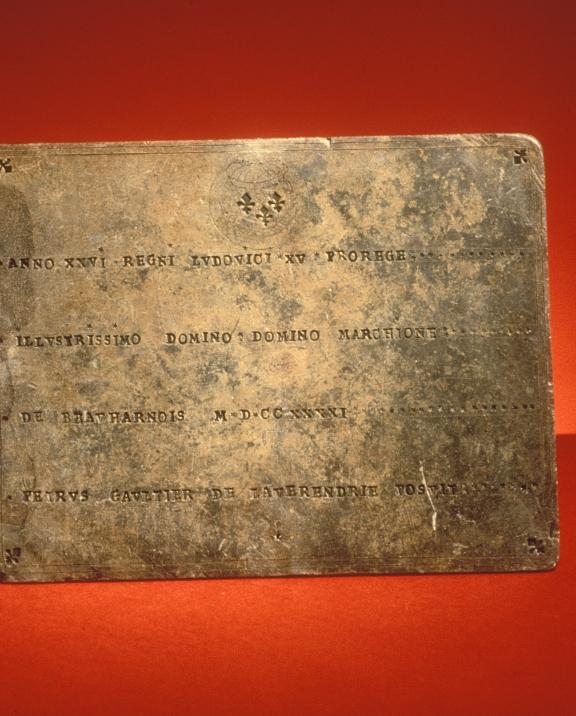 ANNO XXVI REGNI LVDOVICI XV PROREGE
ILLVSTRISSIMO DOMINO DOMINO MARCHIONE
DE BEAVHARNOIS M D CC XXXXI
PETRVS GAVLTIER DE LAVERENDRIE POSVIT